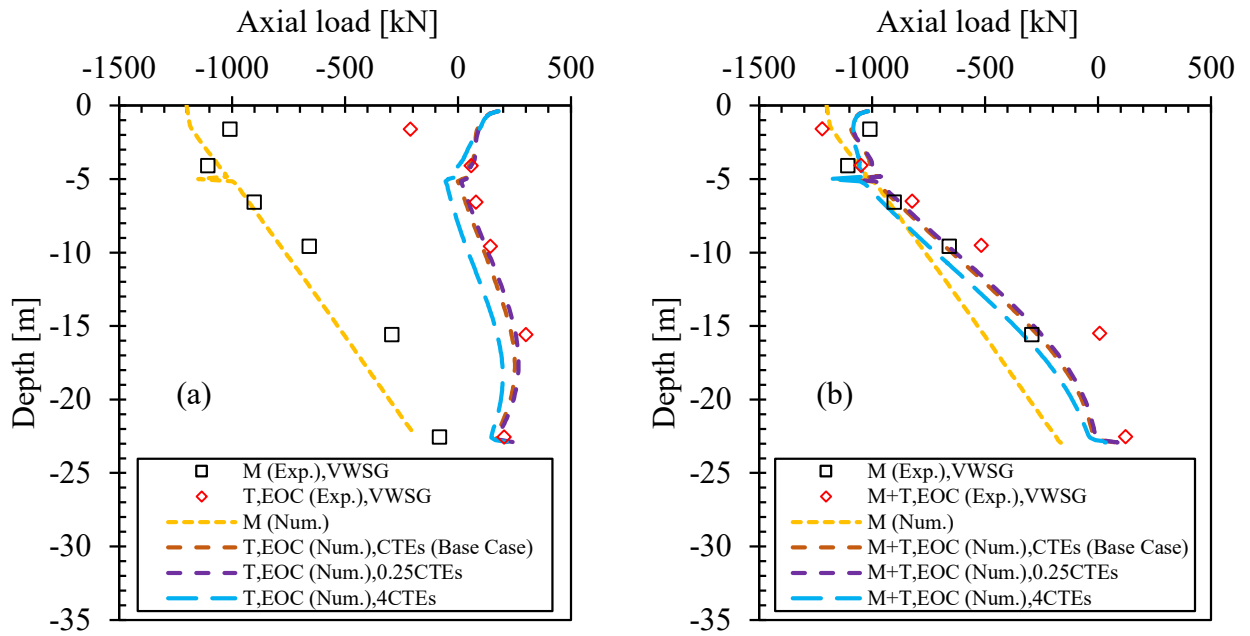 Axial load [kN]
-1500 -1000 -500 0 500
0
-5
-10
-15
-20
-25
-30
-35
Depth [m]
(a)
M (Exp.),VWSG
T,EOC (Exp.),VWSG
M (Num.)
T,EOC (Num.),CTEs (Base Case)
T,EOC (Num.),0.25CTEs
T,EOC (Num.),4CTEs
Axial load [kN]
-1500 -1000 -500 0 500
0
-5
-10
-15
-20
-25
-30
-35
Depth [m]
(b)
M (Exp.),VWSG
M+T,EOC (Exp.),VWSG
M (Num.)
M+T,EOC (Num.),CTEs (Base Case)
M+T,EOC (Num.),0.25CTEs
M+T,EOC (Num.),4CTEs